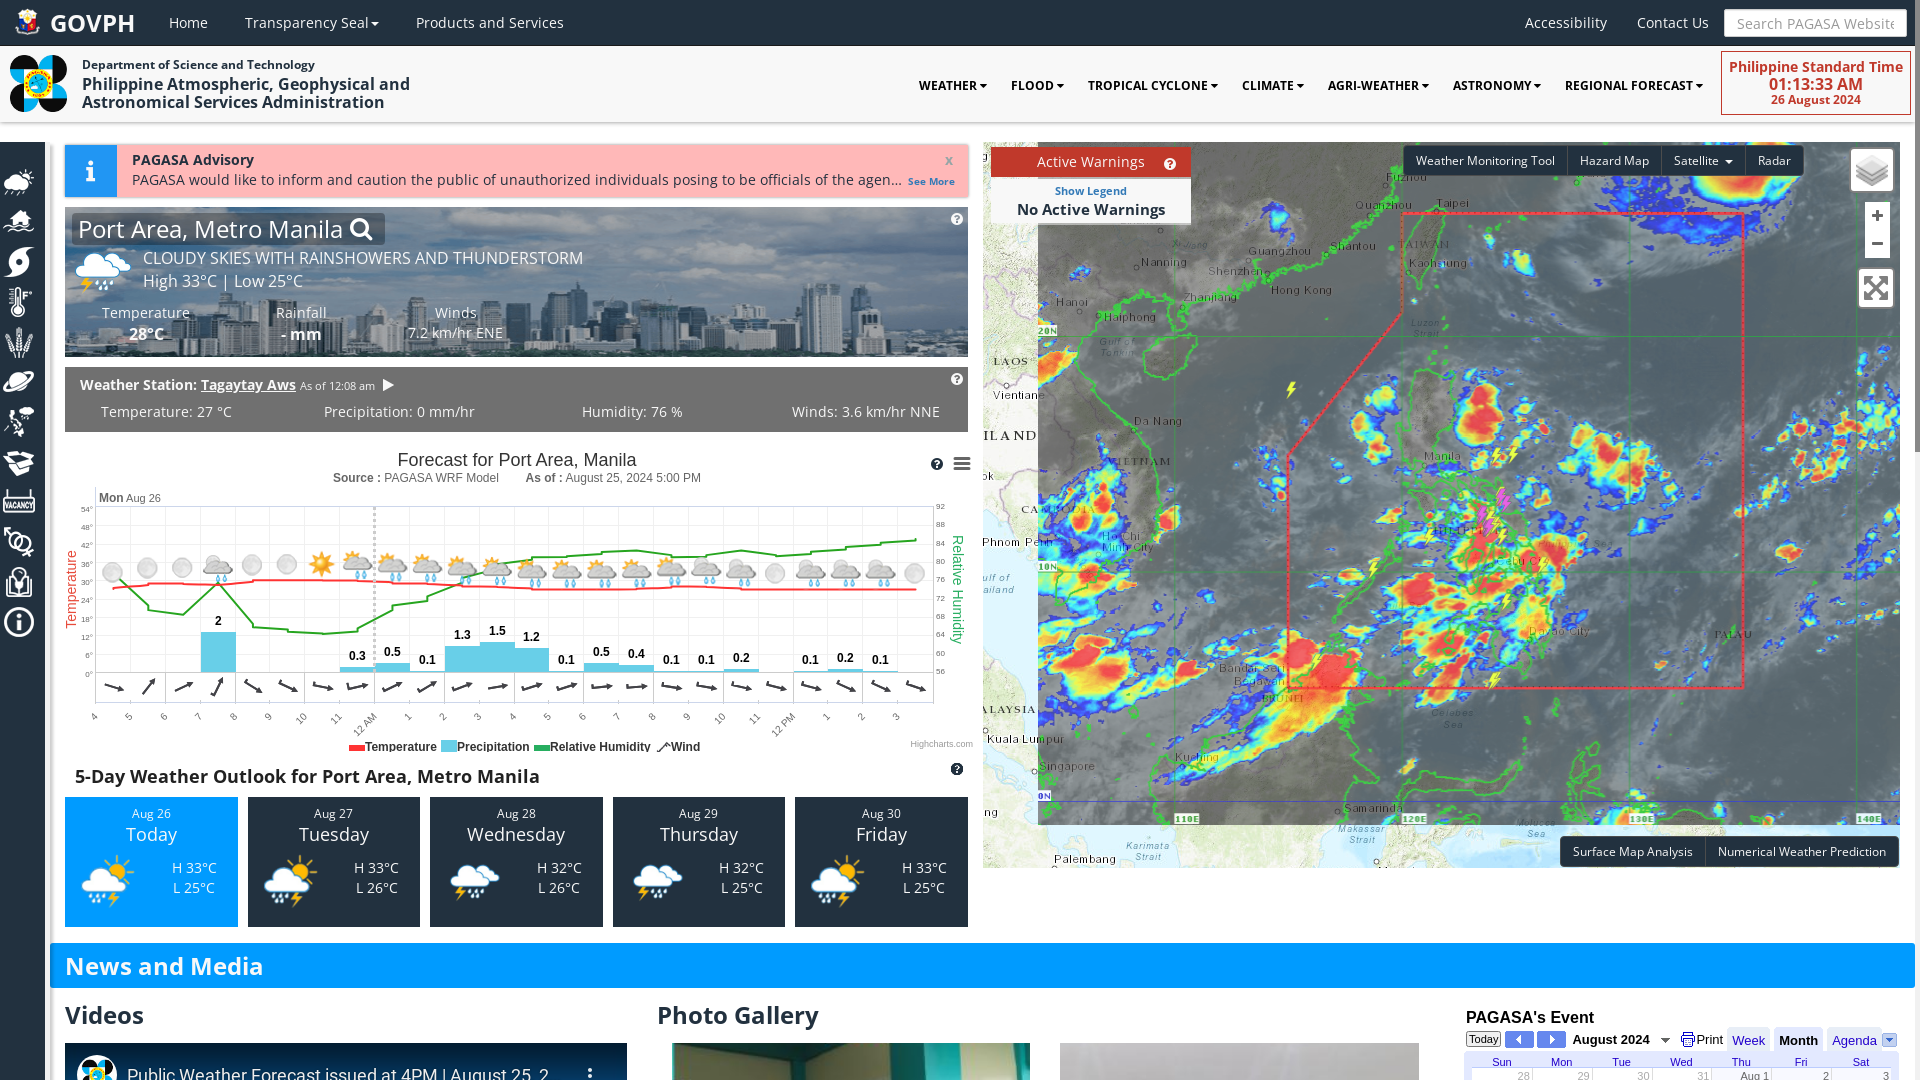 GOVPH
Home
Transparency Seal
Products and Services
Accessibility
Contact Us
Search PAGASA Website
Department of Science and Technology
Philippine Atmospheric, Geophysical and
Astronomical Services Administration
WEATHER
FLOOD
TROPICAL CYCLONE
CLIMATE
AGRI-WEATHER
ASTRONOMY
REGIONAL FORECAST
Philippine Standard Time
01:13:33 AM
26 August 2024
PAGASA Advisory
x
PAGASA would like to inform and caution the public of unauthorized individuals posing to be officials of the agen... See More
Port Area, Metro Manila
CLOUDY SKIES WITH RAINSHOWERS AND THUNDERSTORM
High 33°C | Low 25°C
Temperature
Rainfall
Winds
28°C
- mm
7.2 km/hr ENE
Weather Station: Tagaytay Aws As of 12:08 am
Temperature: 27 °C
Precipitation: 0 mm/hr
Humidity: 76 %
Winds: 3.6 km/hr NNE
Forecast for Port Area, Manila
Source : PAGASA WRF Model As of : August 25, 2024 5:00 PM
Mon Aug 26
Temperature
54°
48°
42°
36°
30°
24°
18°
12°
6°
0°
92
88
84
80
76
72
68
64
60
56
Relative Humidity
2
0.3
0.5
0.1
1.3
1.5
1.2
0.1
0.5
0.4
0.1
0.1
0.2
0.1
0.2
0.1
4 5 6 7 8 9 10 11 12 AM 1 2 3 4 5 6 7 8 9 10 11 12 PM 1 2 3
Temperature Precipitation Relative Humidity Wind
Highcharts.com
5-Day Weather Outlook for Port Area, Metro Manila
Aug 26
Today
H 33°C
L 25°C
Aug 27
Tuesday
H 33°C
L 26°C
Aug 28
Wednesday
H 32°C
L 26°C
Aug 29
Thursday
H 32°C
L 25°C
Aug 30
Friday
H 33°C
L 25°C
VACANCY
Active Warnings
Show Legend
No Active Warnings
Weather Monitoring Tool
Hazard Map
Satellite
Radar
+
−
Fuzhou
Quanzhou
Taipei
Shantou
TAIWAN
Guangzhou
Kaohsiung
Nanning
Shenzhen
Hong Kong
Zhanjiang
Hanoi
Haiphong
Luzon
Strait
20N
Gulf of
Tonkin
LAOS
Vientiane
Da Nang
VIETNAM
Manila
CAMBODIA
Phnom Penh
Ho Chi
Minh City
10N
Cebu City
Davao City
PALAU
Bandar Seri
Begawan
BRUNEI
Celebes
Sea
Kuala Lumpur
Kuching
Singapore
0N
Samarinda
110E
120E
130E
140E
Makassar
Strait
Karimata
Strait
Palembang
Surface Map Analysis
Numerical Weather Prediction
News and Media
Videos
Photo Gallery
PAGASA's Event
Today
August 2024
Print
Week
Month
Agenda
Sun Mon Tue Wed Thu Fri Sat
28 29 30 31 Aug 1 2 3
Public Weather Forecast issued at 4PM | August 25, 2...